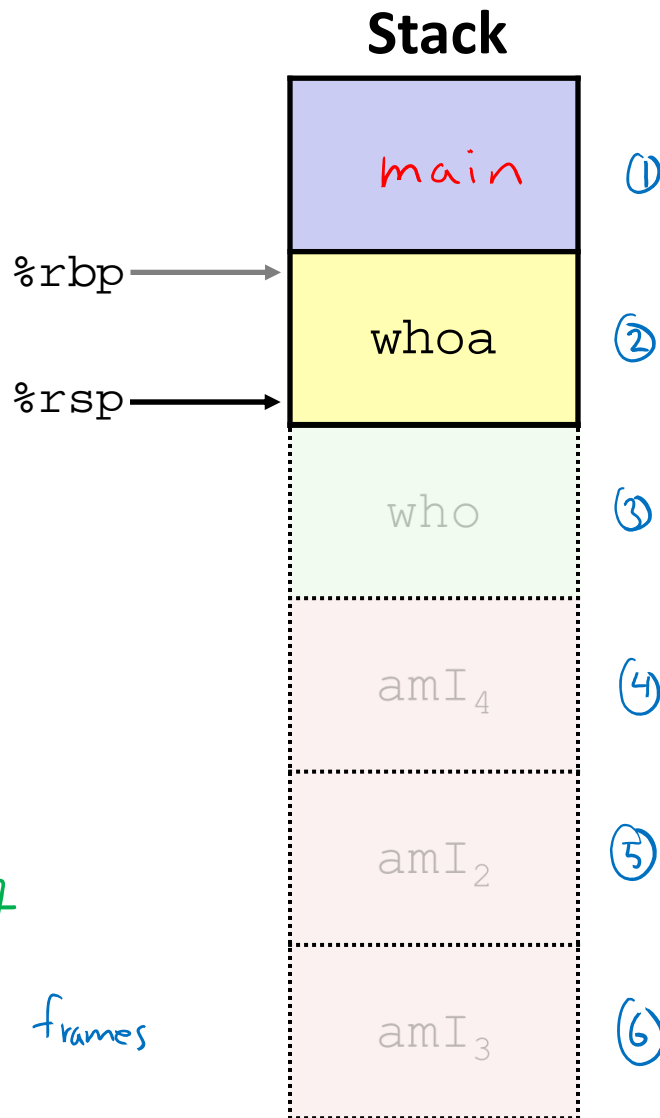 Stack
main ①
%rbp
whoa ②
%rsp
who ③
amI₄ ④
amI₂ ⑤
frames
amI₃ ⑥